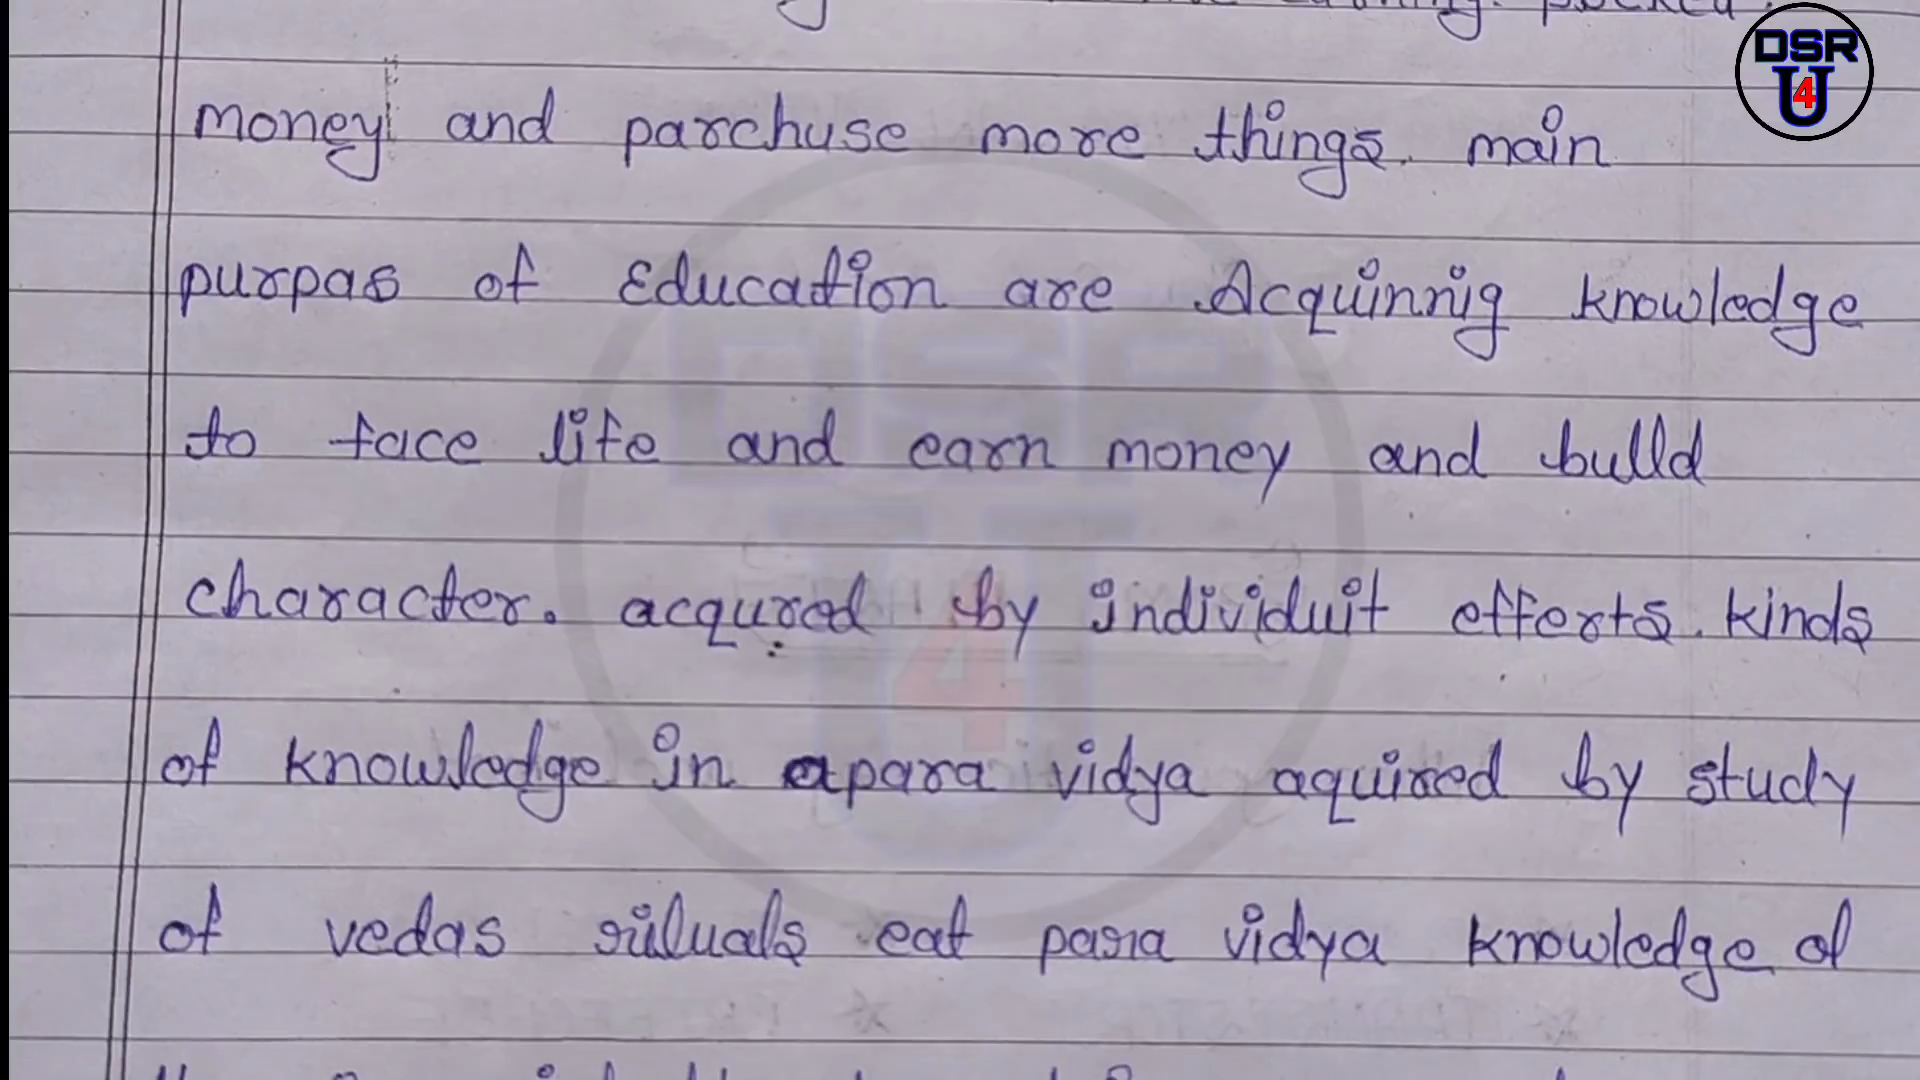 DSR
U
4
money and parchuse more things. main
purpas of Education are Acquinnig knowledge
to face life and earn money and bulld
character. acqured by individuit efforts. kinds
of knowledge in apara vidya aquired by study
of vedas riluals eat para vidya knowledge of